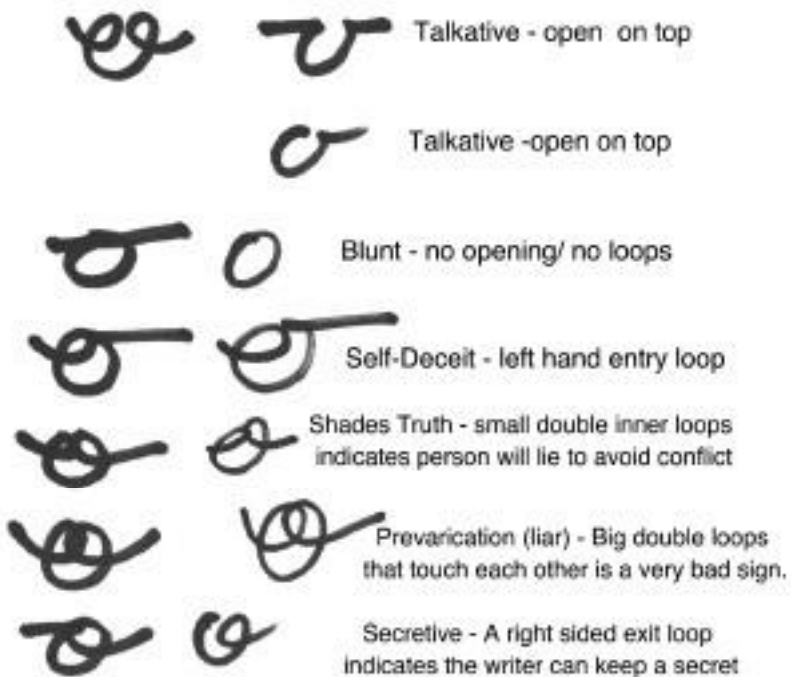 Talkative - open on top
Talkative -open on top
Blunt - no opening/ no loops
Self-Deceit - left hand entry loop
Shades Truth - small double inner loops
indicates person will lie to avoid conflict
Prevarication (liar) - Big double loops
that touch each other is a very bad sign.
Secretive - A right sided exit loop
indicates the writer can keep a secret